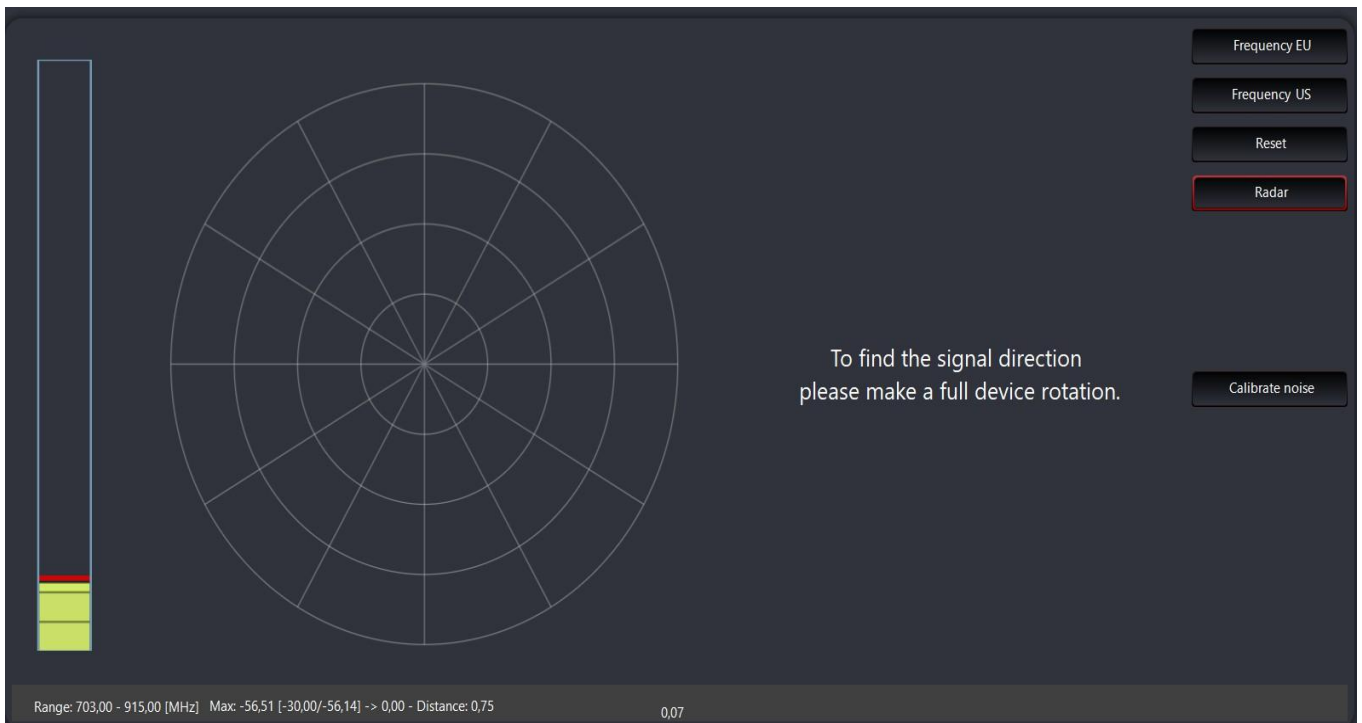 Frequency EU
Frequency US
Reset
Radar
To find the signal direction
please make a full device rotation.
Calibrate noise
Range: 703,00 - 915,00 [MHz] Max: -56,51 [-30,00/-56,14] -> 0,00 - Distance: 0,75
0,07